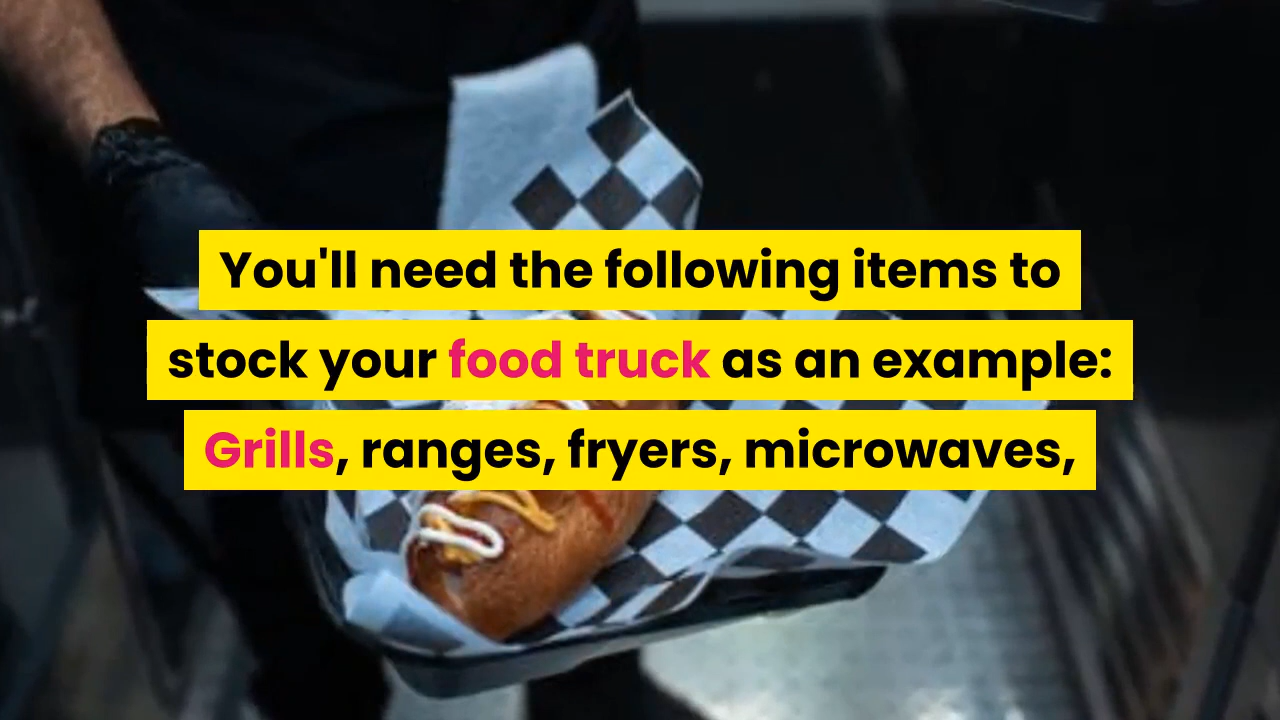 You'll need the following items to
stock your food truck as an example:
Grills, ranges, fryers, microwaves,